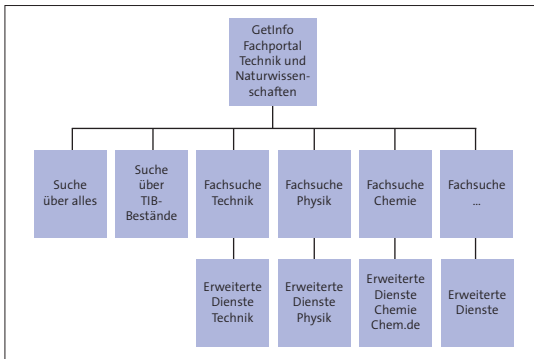 GetInfo
Fachportal
Technik und
Naturwissen-
schaften
Suche
über alles
Suche
über
TIB-
Bestände
Fachsuche
Technik
Fachsuche
Physik
Fachsuche
Chemie
Fachsuche
...
Erweiterte
Dienste
Technik
Erweiterte
Dienste
Physik
Erweiterte
Dienste
Chemie
Chem.de
Erweiterte
Dienste